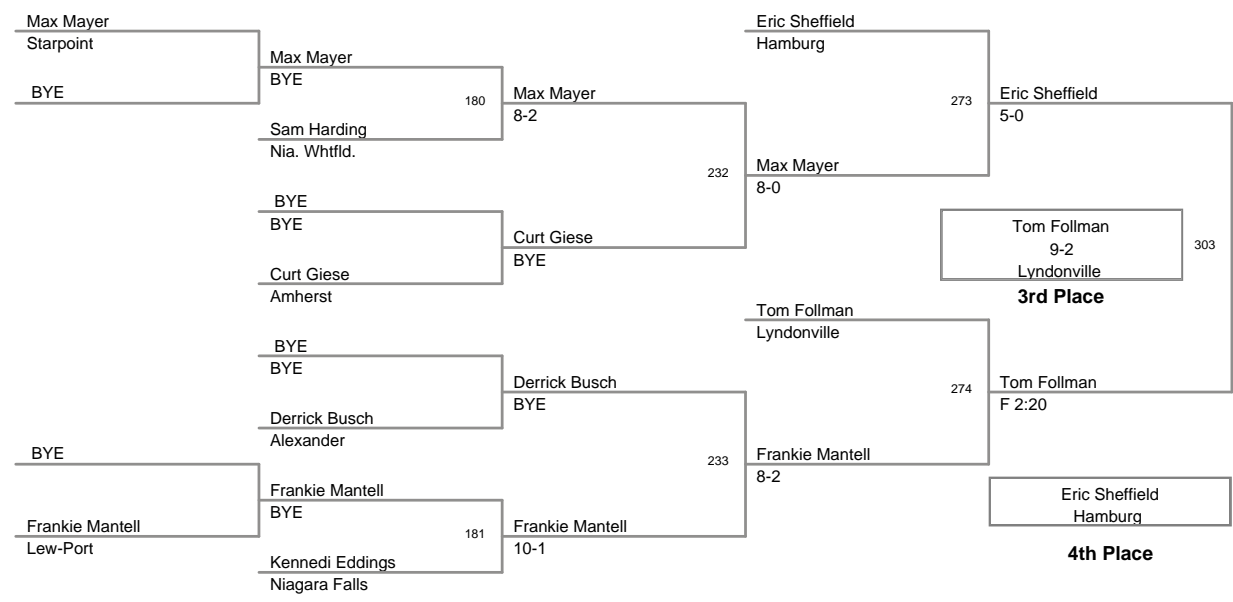 Max Mayer
Starpoint
BYE
Max Mayer
BYE
180
Sam Harding
Nia. Whtfld.
Max Mayer
8-2
BYE
BYE
Curt Giese
Amherst
Curt Giese
BYE
232
Max Mayer
8-0
Eric Sheffield
Hamburg
273
Eric Sheffield
5-0
Tom Follman
9-2
Lyndonville
303
3rd Place
BYE
BYE
Derrick Busch
Alexander
Derrick Busch
BYE
BYE
Frankie Mantell
Lew-Port
Frankie Mantell
BYE
181
Kennedi Eddings
Niagara Falls
Frankie Mantell
10-1
233
Frankie Mantell
8-2
Tom Follman
Lyndonville
274
Tom Follman
F 2:20
Eric Sheffield
Hamburg
4th Place